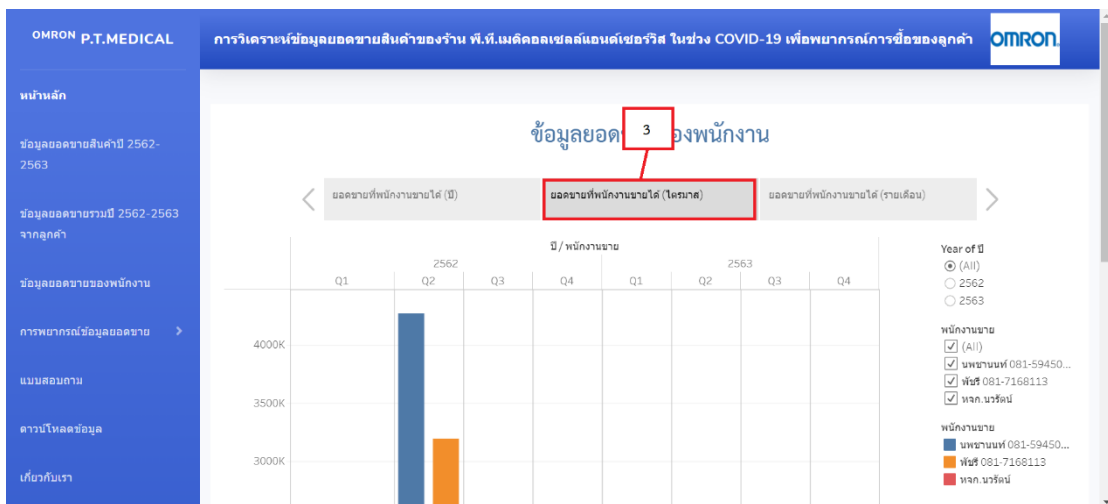 OMRON P.T.MEDICAL
การวิเคราะห์ข้อมูลยอดขายสินค้าของร้าน พี.ที.เมดิคอลเซลล์แอนด์เซอร์วิส ในช่วง COVID-19 เพื่อพยากรณ์การซื้อของลูกค้า
OMRON
หน้าหลัก
ข้อมูลยอดขายสินค้าปี 2562-
2563
ข้อมูลยอดขายรวมปี 2562-2563
จากลูกค้า
ข้อมูลยอดขายของพนักงาน
การพยากรณ์ข้อมูลยอดขาย
แบบสอบถาม
ดาวน์โหลดข้อมูล
เกี่ยวกับเรา
ข้อมูลยอด 3 องพนักงาน
ยอดขายที่พนักงานขายได้ (ปี)
ยอดขายที่พนักงานขายได้ (ไตรมาส)
ยอดขายที่พนักงานขายได้ (รายเดือน)
ปี / พนักงานขาย
2562 2563
Q1 Q2 Q3 Q4 Q1 Q2 Q3 Q4
4000K
3500K
3000K
Year of ปี
(All)
2562
2563
พนักงานขาย
(All)
นพชานนท์ 081-59450...
พัชรี 081-7168113
หจก.นวรัตน์
พนักงานขาย
นพชานนท์ 081-59450...
พัชรี 081-7168113
หจก.นวรัตน์